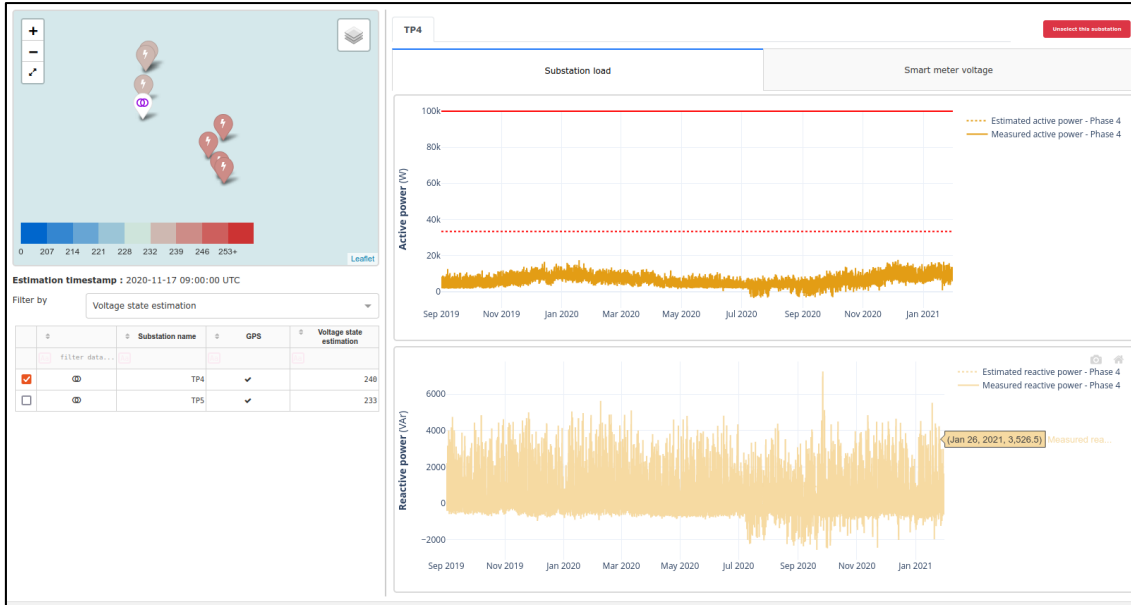 +
−
0 207 214 221 228 232 239 246 253+
Leaflet
Estimation timestamp : 2020-11-17 09:00:00 UTC
Filter by
Voltage state estimation
Substation name GPS Voltage state estimation
filter data...
TP4 ✔ 240
TP5 ✔ 233
TP4
Unselect this substation
Substation load
Smart meter voltage
100k
80k
60k
40k
20k
0
Active power (W)
Sep 2019 Nov 2019 Jan 2020 Mar 2020 May 2020 Jul 2020 Sep 2020 Nov 2020 Jan 2021
Estimated active power - Phase 4
Measured active power - Phase 4
6000
4000
2000
0
−2000
Reactive power (VAr)
Sep 2019 Nov 2019 Jan 2020 Mar 2020 May 2020 Jul 2020 Sep 2020 Nov 2020 Jan 2021
Estimated reactive power - Phase 4
Measured reactive power - Phase 4
(Jan 26, 2021, 3,526.5) Measured rea...